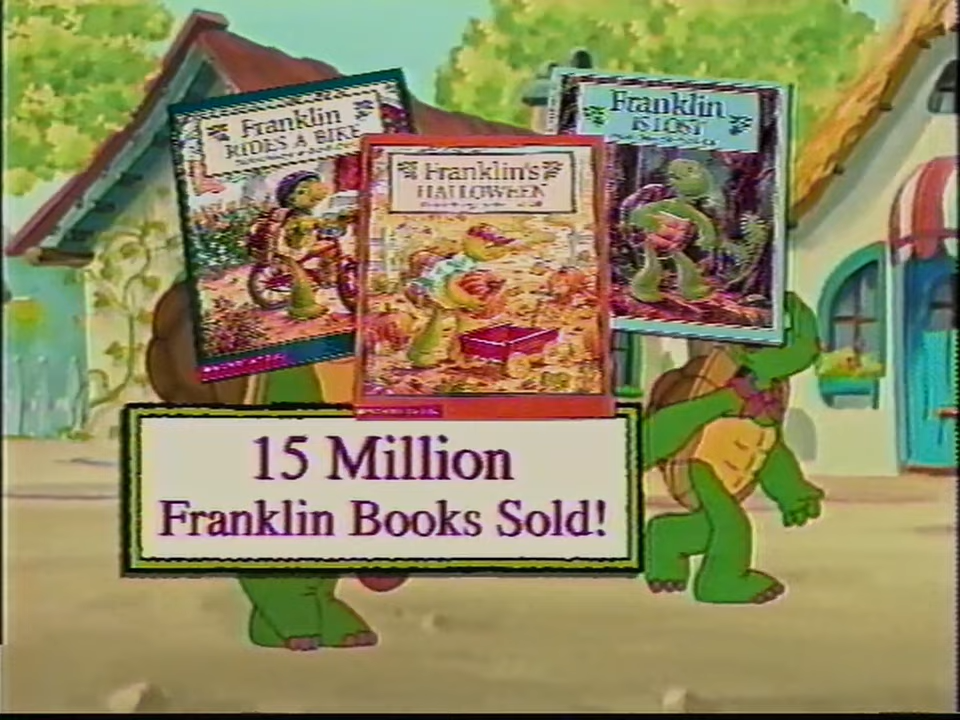 Franklin
RIDES A BIKE
Franklin's
HALLOWEEN
Franklin
IS LOST
15 Million
Franklin Books Sold!